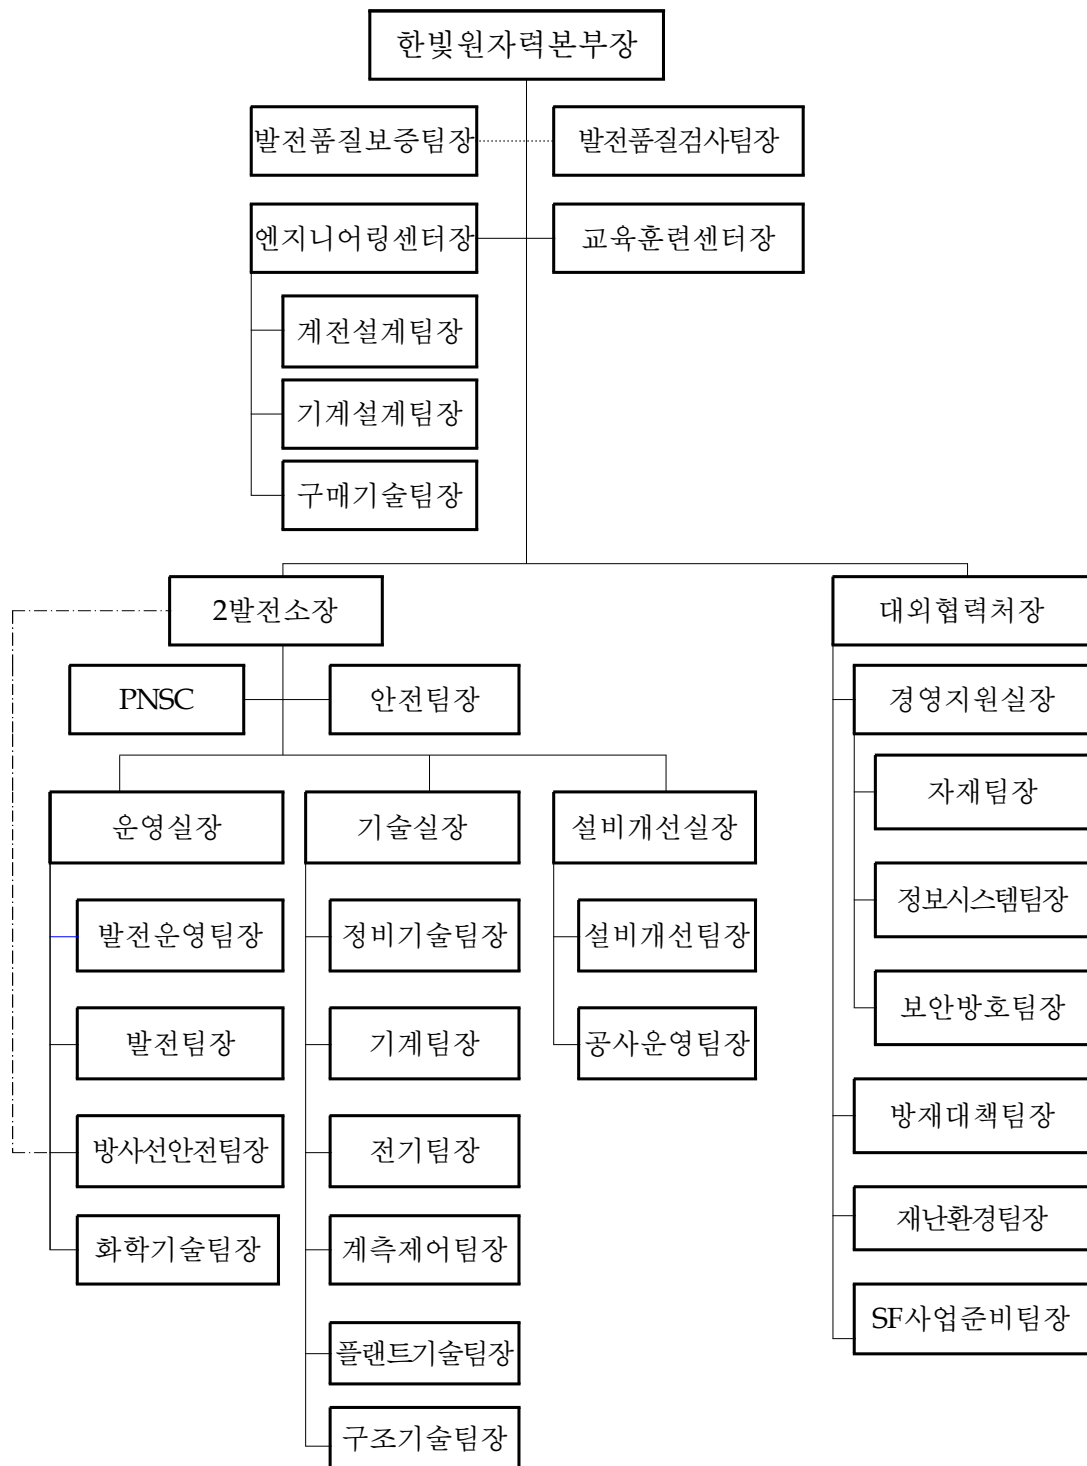 한빛원자력본부장
발전품질보증팀장
발전품질검사팀장
엔지니어링센터장
교육훈련센터장
계전설계팀장
기계설계팀장
구매기술팀장
2발전소장
대외협력처장
PNSC
안전팀장
경영지원실장
자재팀장
정보시스템팀장
보안방호팀장
운영실장
기술실장
설비개선실장
발전운영팀장
정비기술팀장
설비개선팀장
발전팀장
기계팀장
공사운영팀장
방재대책팀장
방사선안전팀장
전기팀장
재난환경팀장
화학기술팀장
계측제어팀장
SF사업준비팀장
플랜트기술팀장
구조기술팀장